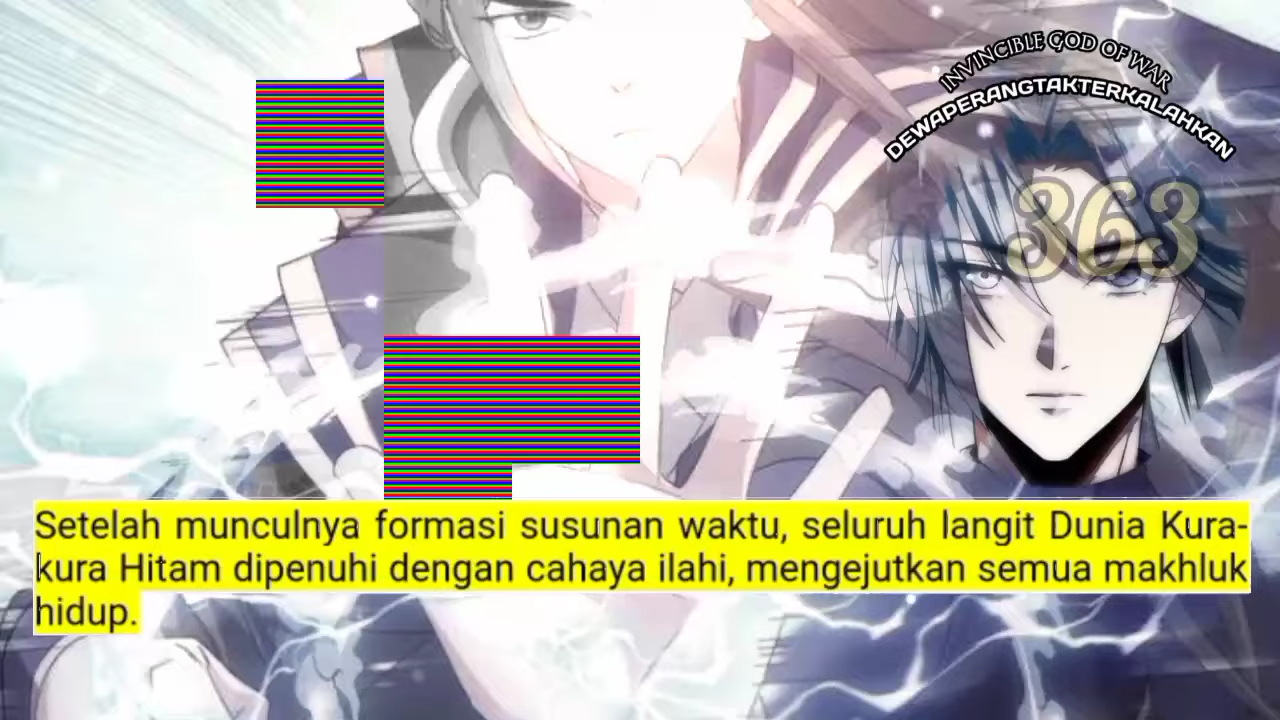 INVINCIBLE GOD OF WAR
DEWAPERANGTAKTERKALAHKAN
363
Setelah munculnya formasi susunan waktu, seluruh langit Dunia Kura-
kura Hitam dipenuhi dengan cahaya ilahi, mengejutkan semua makhluk
hidup.